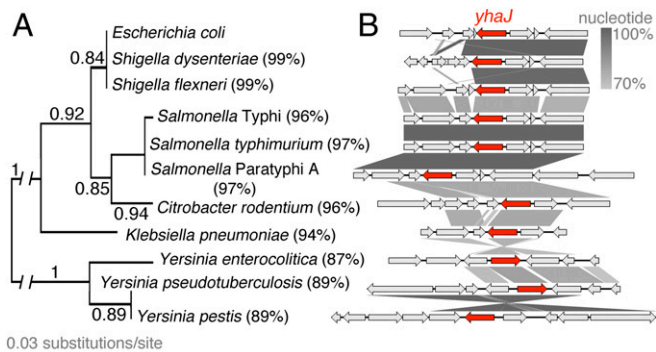 A
B
yhaJ
nucleotide
100%
70%
Escherichia coli
0.84
Shigella dysenteriae (99%)
Shigella flexneri (99%)
0.92
Salmonella Typhi (96%)
Salmonella typhimurium (97%)
1
0.85
Salmonella Paratyphi A
(97%)
0.94
Citrobacter rodentium (96%)
Klebsiella pneumoniae (94%)
Yersinia enterocolitica (87%)
1
Yersinia pseudotuberculosis (89%)
0.89
Yersinia pestis (89%)
0.03 substitutions/site